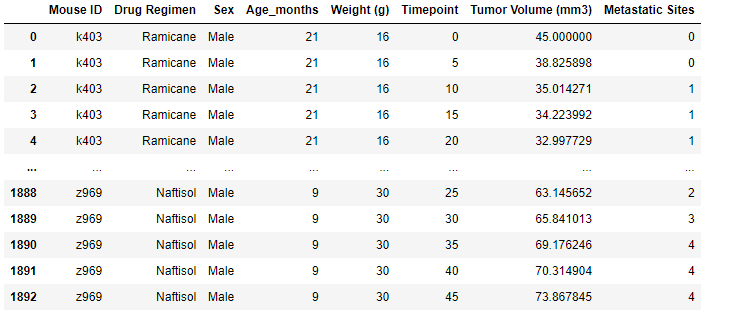 Mouse ID Drug Regimen Sex Age_months Weight (g) Timepoint Tumor Volume (mm3) Metastatic Sites
0 k403 Ramicane Male 21 16 0 45.000000 0
1 k403 Ramicane Male 21 16 5 38.825898 0
2 k403 Ramicane Male 21 16 10 35.014271 1
3 k403 Ramicane Male 21 16 15 34.223992 1
4 k403 Ramicane Male 21 16 20 32.997729 1
... ... ... ... ... ... ... ... ...
1888 z969 Naftisol Male 9 30 25 63.145652 2
1889 z969 Naftisol Male 9 30 30 65.841013 3
1890 z969 Naftisol Male 9 30 35 69.176246 4
1891 z969 Naftisol Male 9 30 40 70.314904 4
1892 z969 Naftisol Male 9 30 45 73.867845 4